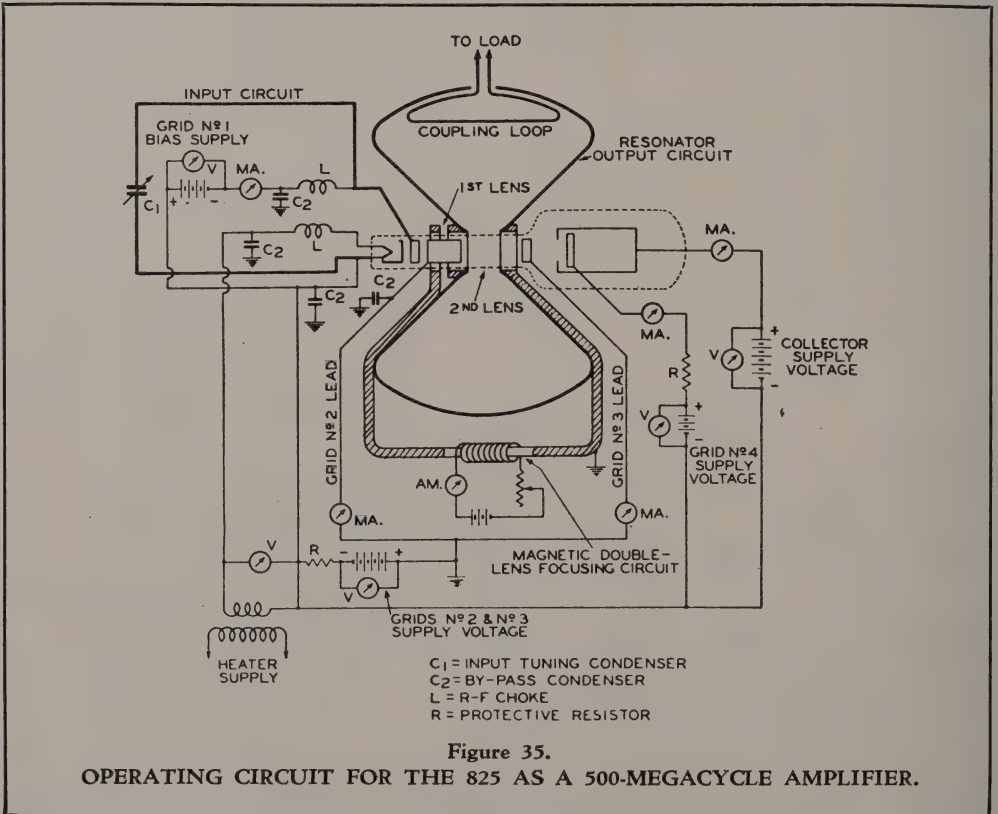 TO LOAD
INPUT CIRCUIT
COUPLING LOOP
GRID Nº1
BIAS SUPPLY
RESONATOR
OUTPUT CIRCUIT
V
MA.
L
+ -
C₁
C₂
1ST LENS
L
C₂
MA.
C₂
C₂
2ND LENS
MA.
V
+
-
COLLECTOR
SUPPLY
VOLTAGE
R
V
+
-
GRID Nº4
SUPPLY
VOLTAGE
GRID Nº2 LEAD
GRID Nº3 LEAD
AM.
MA.
MA.
V
R
- +
V
MAGNETIC DOUBLE-
LENS FOCUSING CIRCUIT
GRIDS Nº2 & Nº3
SUPPLY VOLTAGE
HEATER
SUPPLY
C₁ = INPUT TUNING CONDENSER
C₂ = BY-PASS CONDENSER
L = R-F CHOKE
R = PROTECTIVE RESISTOR
Figure 35.
OPERATING CIRCUIT FOR THE 825 AS A 500-MEGACYCLE AMPLIFIER.